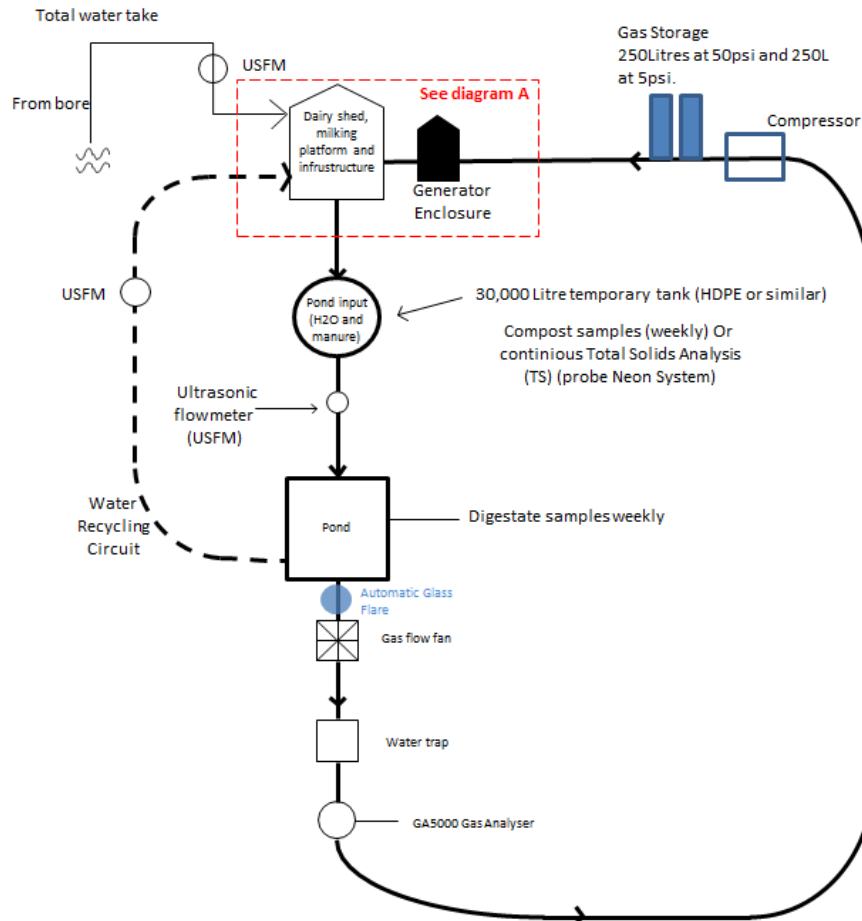 Total water take
USFM
From bore
See diagram A
Dairy shed,
milking
platform and
infrustructure
Generator
Enclosure
Gas Storage
250Litres at 50psi and 250L
at 5psi.
Compressor
USFM
Pond input
(H2O and
manure)
30,000 Litre temporary tank (HDPE or similar)
Compost samples (weekly) Or
continious Total Solids Analysis
(TS) (probe Neon System)
Ultrasonic
flowmeter
(USFM)
Water
Recycling
Circuit
Pond
Digestate samples weekly
Automatic Glass
Flare
Gas flow fan
Water trap
GA5000 Gas Analyser